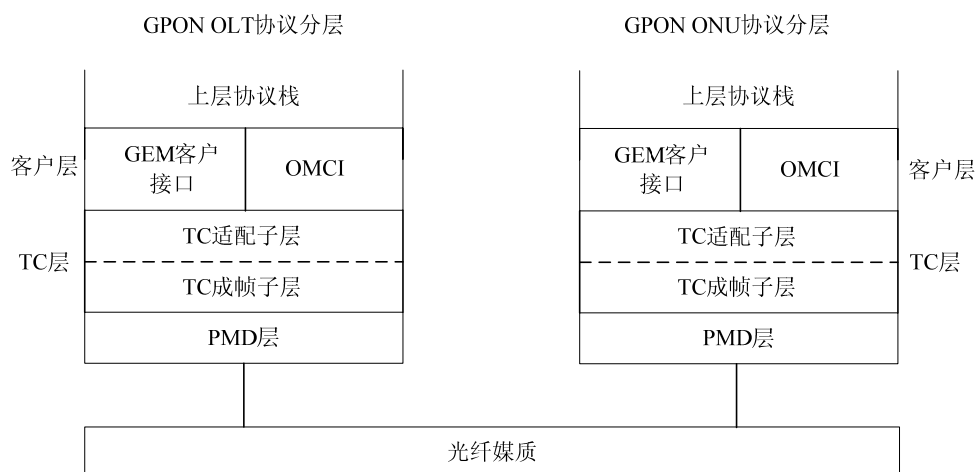 GPON OLT协议分层
GPON ONU协议分层
上层协议栈
上层协议栈
客户层
GEM客户
接口
OMCI
GEM客户
接口
OMCI
客户层
TC层
TC适配子层
TC成帧子层
TC适配子层
TC成帧子层
TC层
PMD层
PMD层
光纤媒质